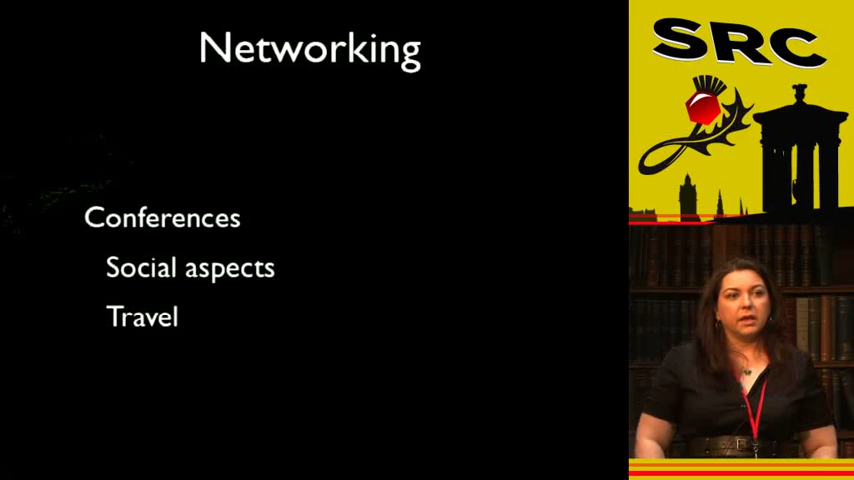 Networking
SRC
Conferences
Social aspects
Travel